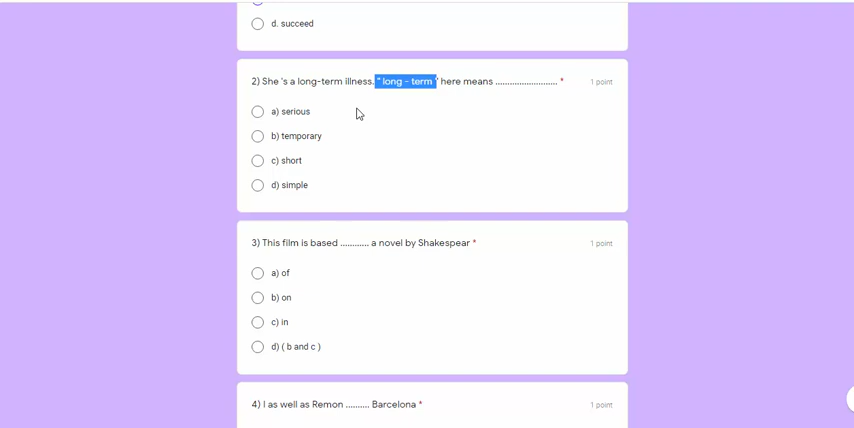 d. succeed
2) She 's a long-term illness. " long - term " here means .......................... *
1 point
a) serious
b) temporary
c) short
d) simple
3) This film is based ............ a novel by Shakespear *
1 point
a) of
b) on
c) in
d) ( b and c )
4) I as well as Remon .......... Barcelona *
1 point